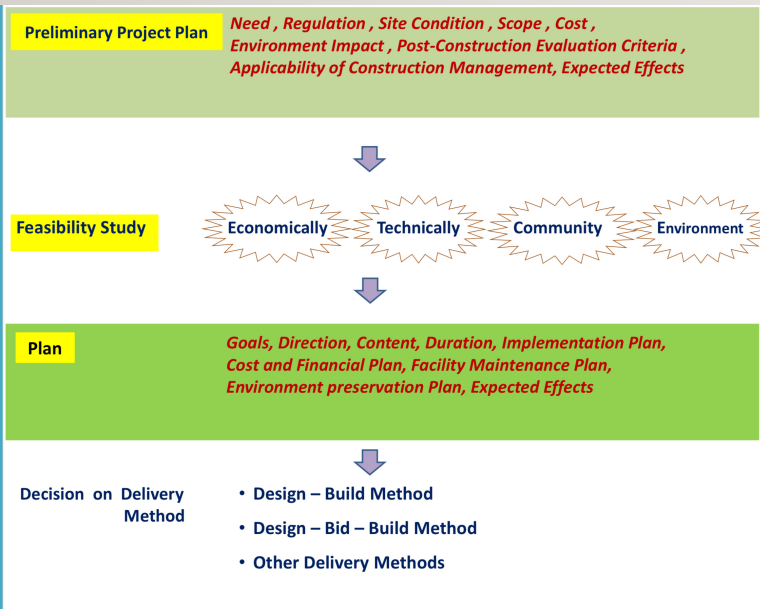 Preliminary Project Plan
Need , Regulation , Site Condition , Scope , Cost ,
Environment Impact , Post-Construction Evaluation Criteria ,
Applicability of Construction Management, Expected Effects
Feasibility Study
Economically
Technically
Community
Environment
Plan
Goals, Direction, Content, Duration, Implementation Plan,
Cost and Financial Plan, Facility Maintenance Plan,
Environment preservation Plan, Expected Effects
Decision on Delivery
Method
• Design – Build Method
• Design – Bid – Build Method
• Other Delivery Methods